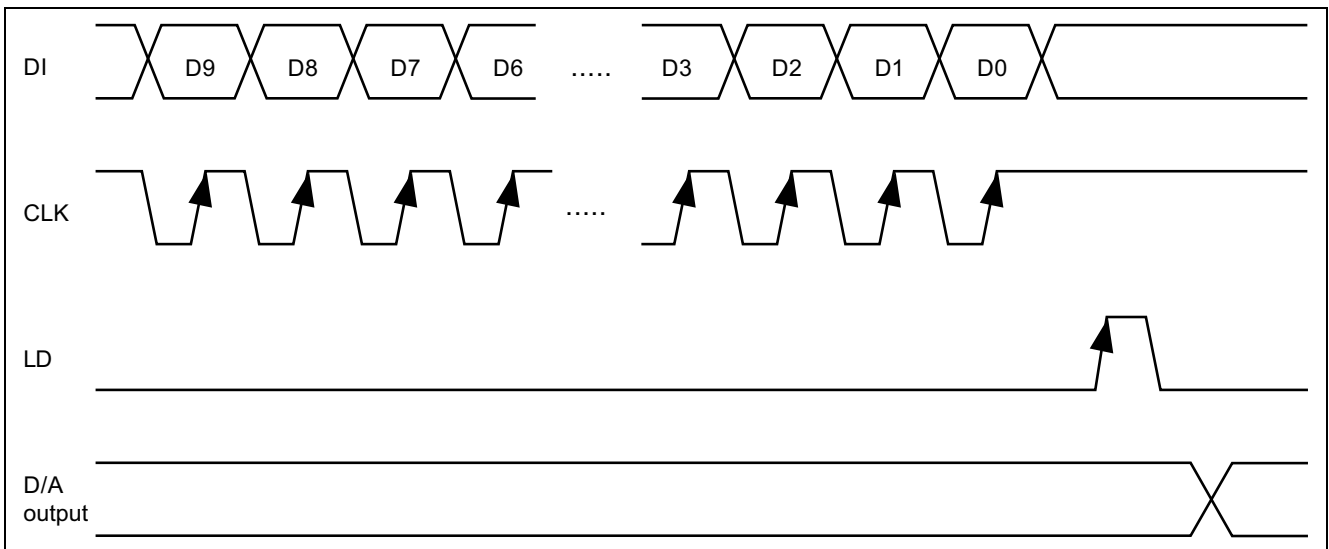 DI D9 D8 D7 D6 ..... D3 D2 D1 D0
CLK .....
LD
D/A
output